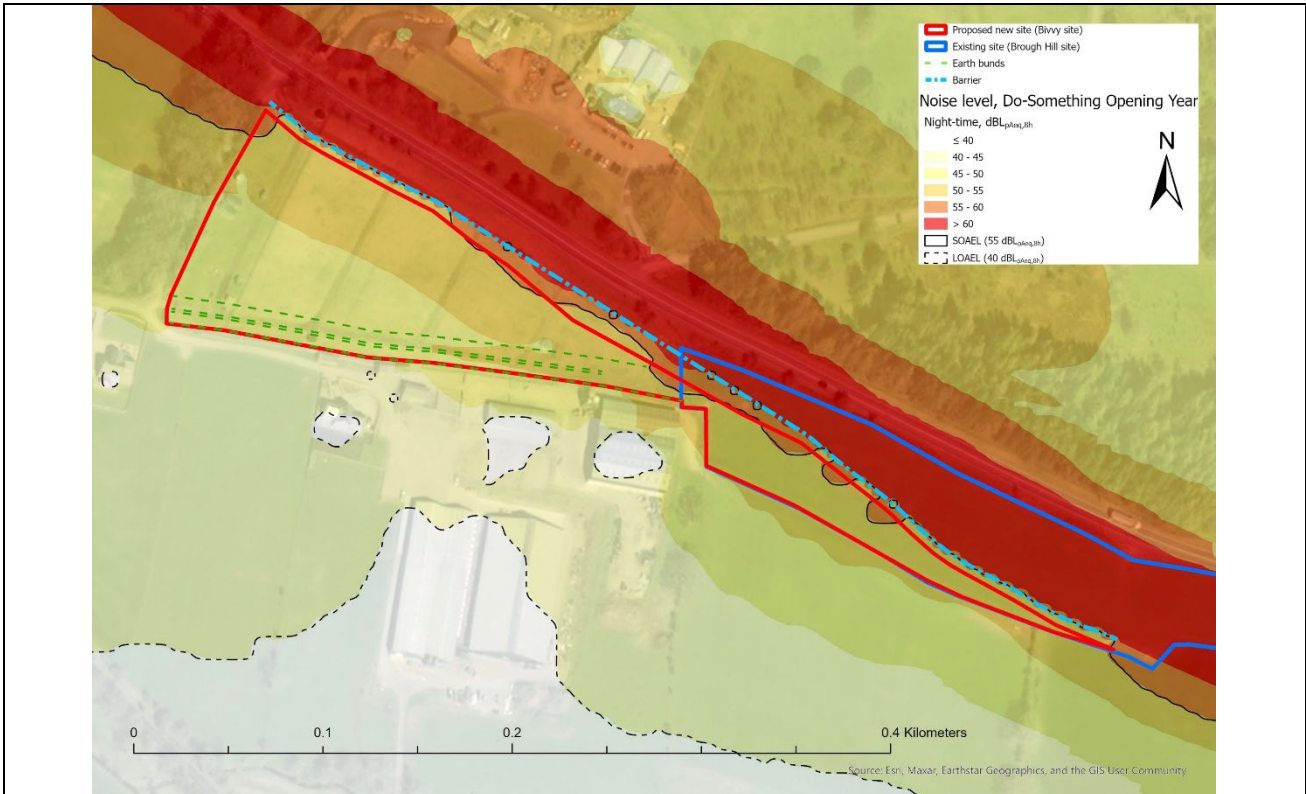 Proposed new site (Bivvy site)
Existing site (Brough Hill site)
Earth bunds
Barrier
Noise level, Do-Something Opening Year
Night-time, dBLpAeq,8h
≤ 40
40 - 45
45 - 50
50 - 55
55 - 60
> 60
SOAEL (55 dBLpAeq,8h)
LOAEL (40 dBLpAeq,8h)
N
0 0.1 0.2 0.4 Kilometers
Source: Esri, Maxar, Earthstar Geographics, and the GIS User Community